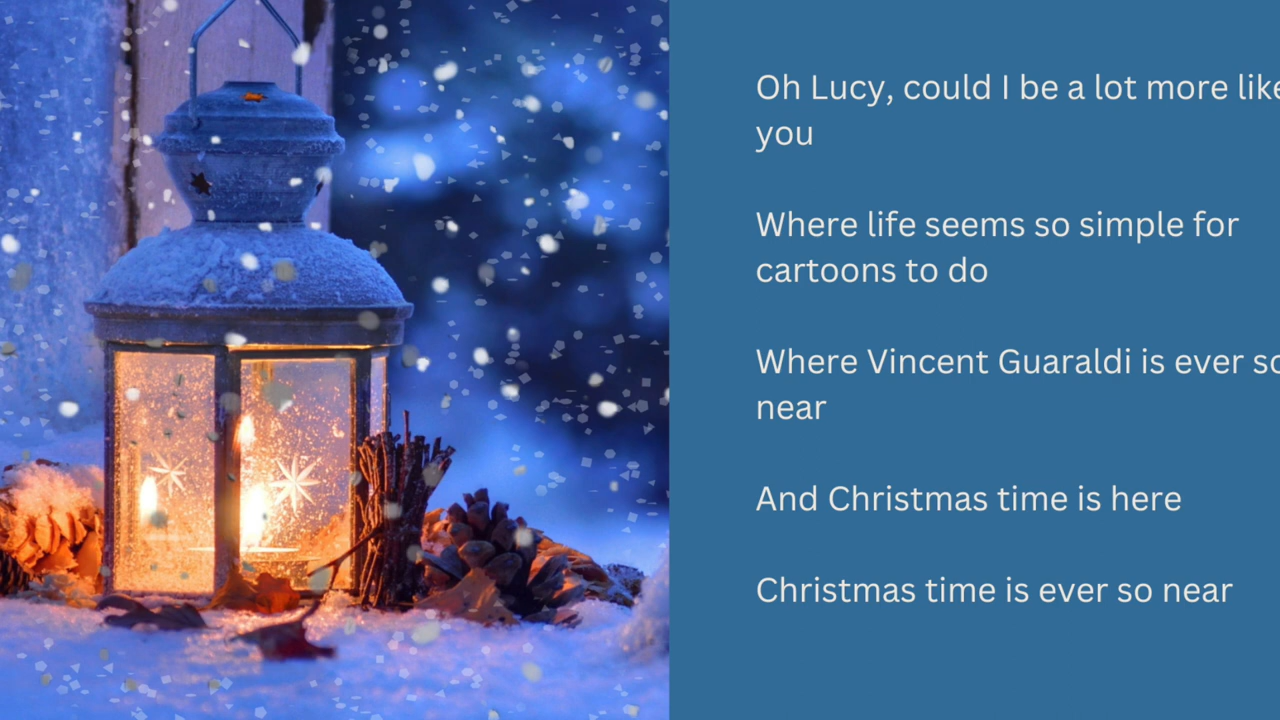 Oh Lucy, could I be a lot more like
you
Where life seems so simple for
cartoons to do
Where Vincent Guaraldi is ever so
near
And Christmas time is here
Christmas time is ever so near